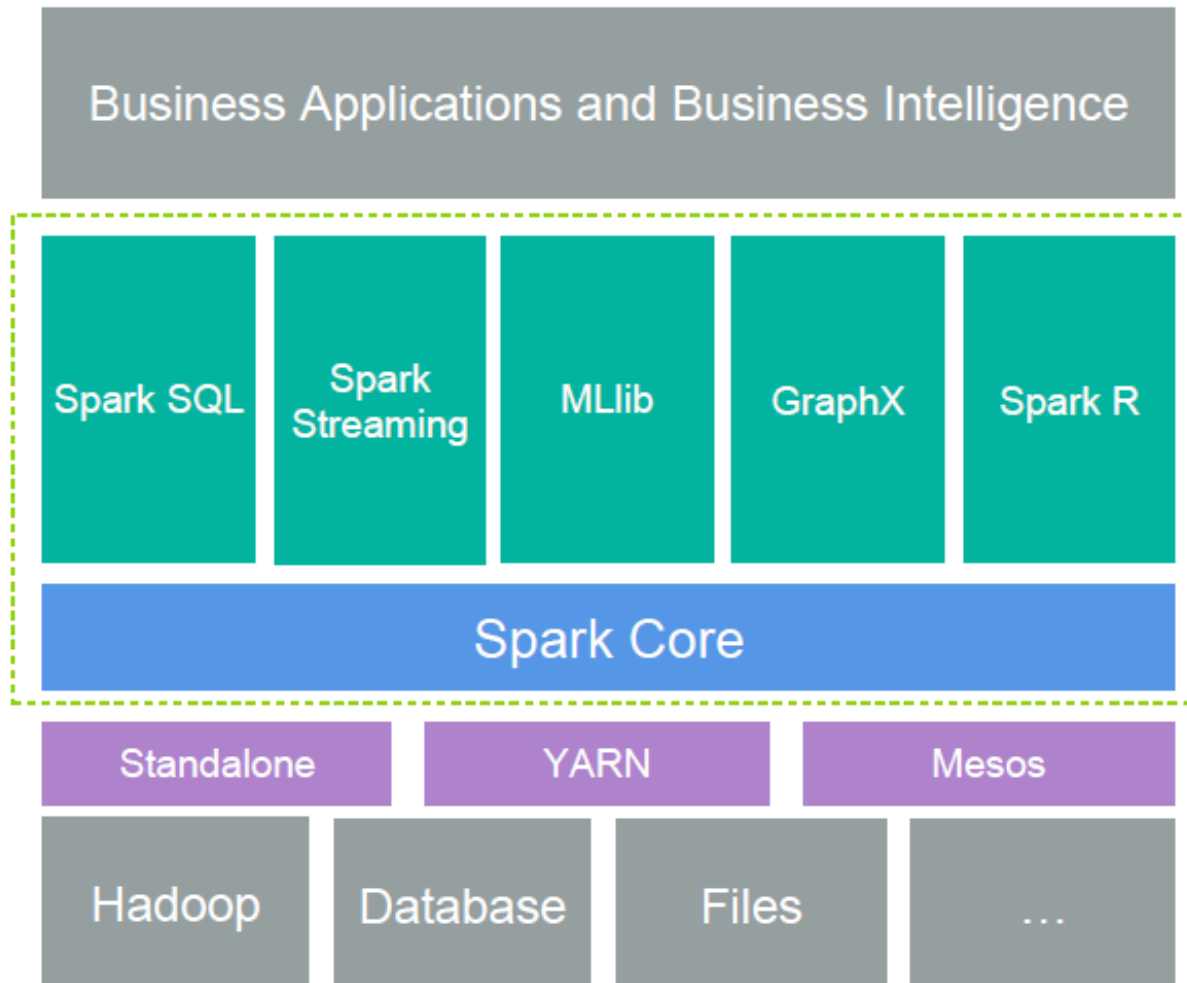 Business Applications and Business Intelligence
Spark SQL
Spark
Streaming
MLlib
GraphX
Spark R
Spark Core
Standalone
YARN
Mesos
Hadoop
Database
Files
...